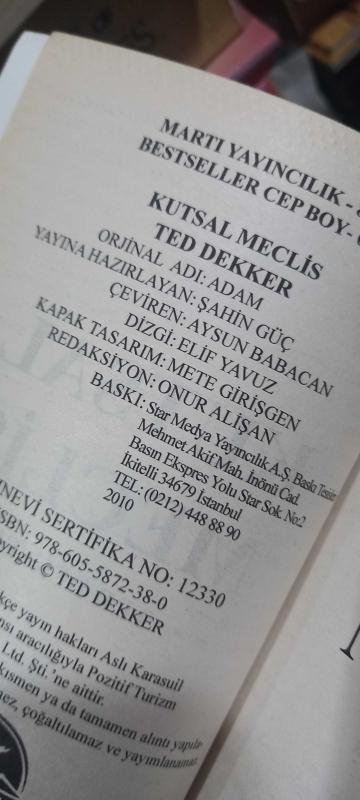 MARTI YAYINCILIK -
BESTSELLER CEP BOY-
KUTSAL MECLİS
TED DEKKER
ORJİNAL ADI: ADAM
YAYINA HAZIRLAYAN: ŞAHİN GÜÇ
ÇEVİREN: AYSUN BABACAN
DİZGİ: ELİF YAVUZ
KAPAK TASARIM: METE GİRİŞGEN
REDAKSİYON: ONUR ALİŞAN
BASKI: Star Medya Yayıncılık A.Ş. Baskı
Mehmet Akif Mah. İnönü Cad.
Basın Ekspres Yolu Star Sok. No:2
İkitelli 34679 İstanbul
TEL: (0212) 448 88 90
2010
SERTİFİKA NO: 12330
ISBN: 978-605-5872-38-0
© TED DEKKER
yayın hakları Aslı Karasuil
aracılığıyla Pozitif Turizm
Ltd. Şti.'ne aittir.
kısmen ya da tamamen alıntı
çoğaltılamaz ve yayımlanamaz